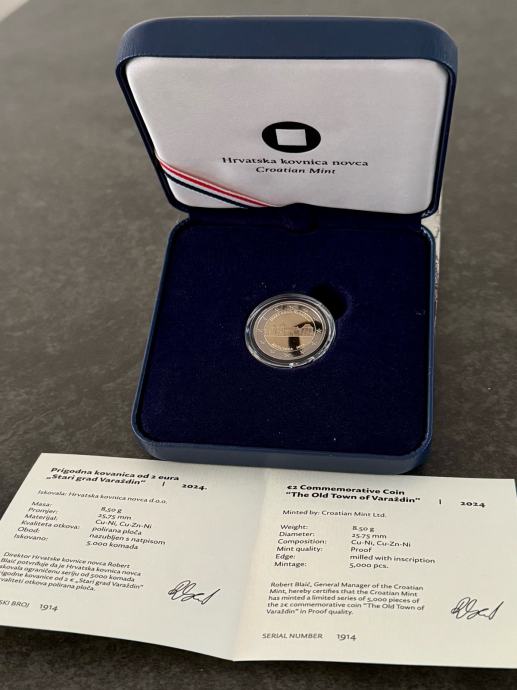 Hrvatska kovnica novca
Croatian Mint
Prigodna kovanica od 2 eura
„Stari grad Varaždin” | 2024.
Iskovala: Hrvatska kovnica novca d.o.o.
Masa: 8,50 g
Promjer: 25,75 mm
Materijal: Cu-Ni, Cu-Zn-Ni
Kvaliteta otkova: polirana ploča
Obod: nazubljen s natpisom
Iskovano: 5.000 komada
Direktor Hrvatske kovnice novca Robert
Blaić potvrđuje da je Hrvatska kovnica novca
iskovala ograničenu seriju od 5000 komada
prigodne kovanice od 2 € „Stari grad Varaždin”
kvaliteti otkova polirana ploča.
SKI BROJ 1914
€2 Commemorative Coin
"The Old Town of Varaždin" | 2024
Minted by: Croatian Mint Ltd.
Weight: 8.50 g
Diameter: 25.75 mm
Composition: Cu-Ni, Cu-Zn-Ni
Mint quality: Proof
Edge: milled with inscription
Mintage: 5,000 pcs.
Robert Blaić, General Manager of the Croatian
Mint, hereby certifies that the Croatian Mint
has minted a limited series of 5,000 pieces of
the 2€ commemorative coin "The Old Town of
Varaždin" in Proof quality.
SERIAL NUMBER 1914